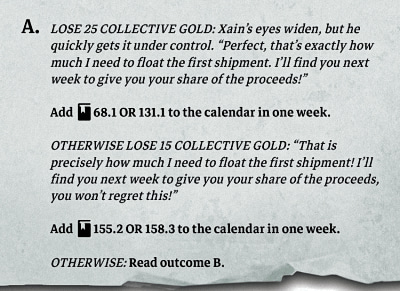 A. LOSE 25 COLLECTIVE GOLD: Xain's eyes widen, but he
quickly gets it under control. “Perfect, that's exactly how
much I need to float the first shipment. I'll find you next
week to give you your share of the proceeds!”
Add 68.1 OR 131.1 to the calendar in one week.
OTHERWISE LOSE 15 COLLECTIVE GOLD: “That is
precisely how much I need to float the first shipment! I'll
find you next week to give you your share of the proceeds,
you won't regret this!”
Add 155.2 OR 158.3 to the calendar in one week.
OTHERWISE: Read outcome B.